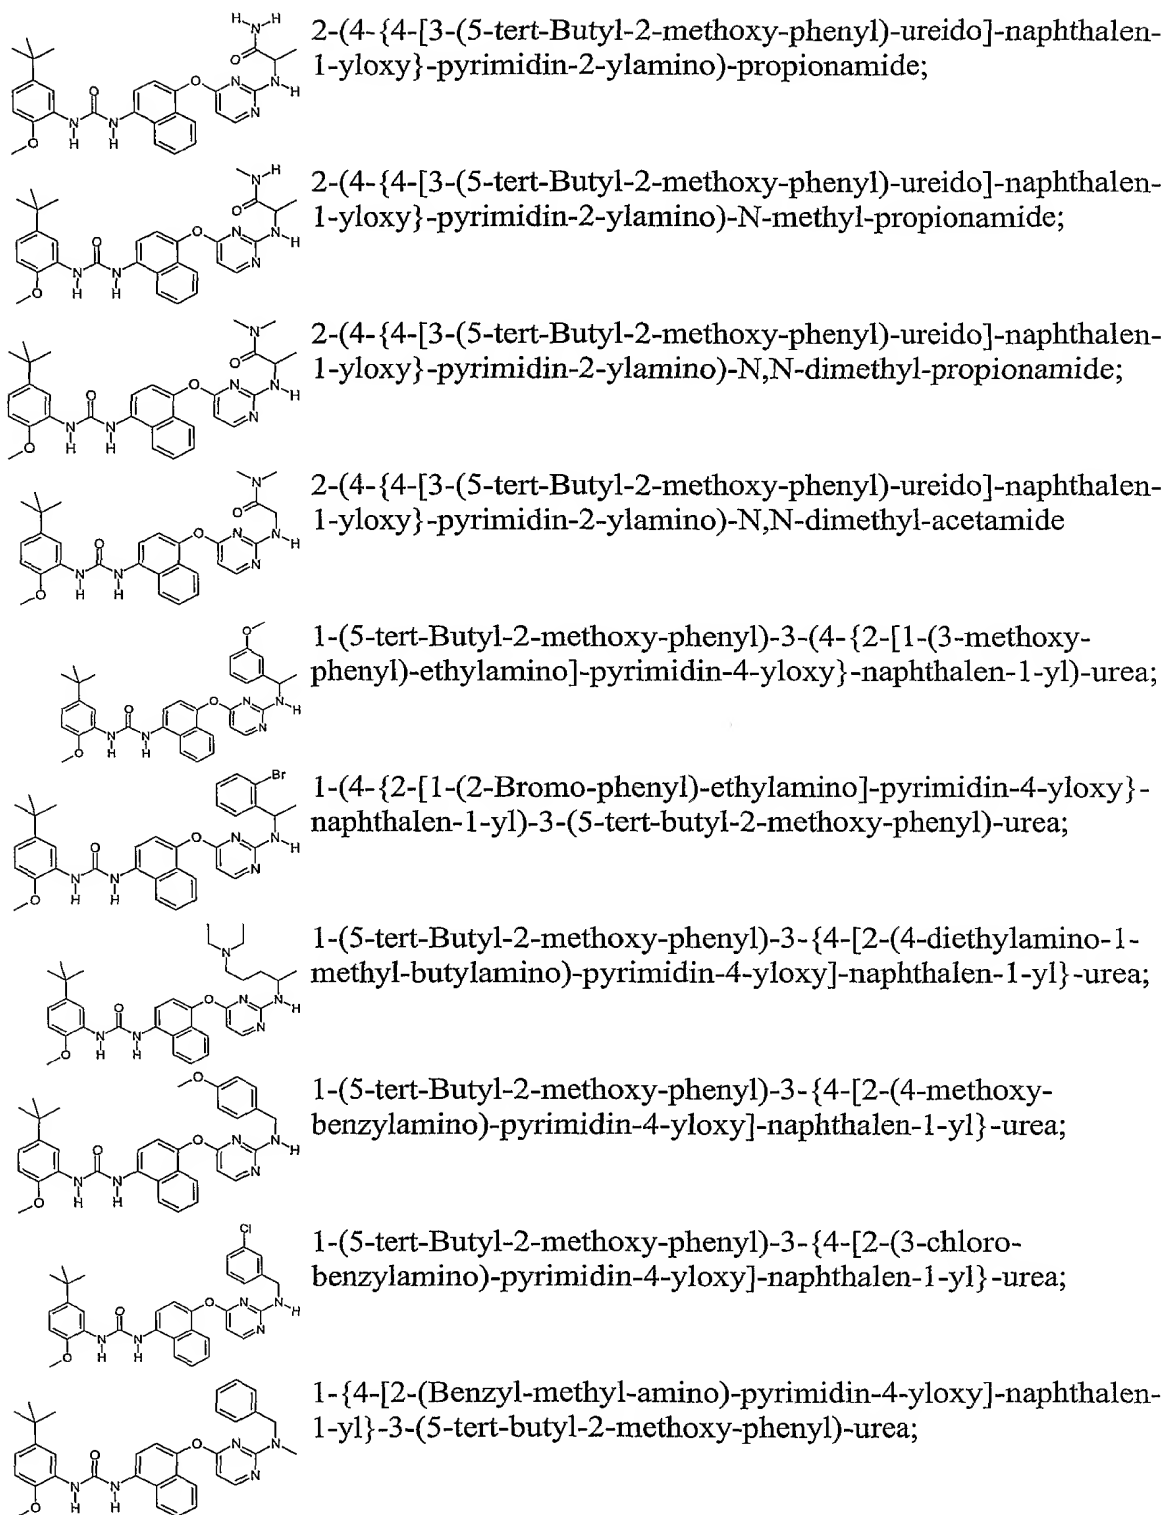 2-(4-{4-[3-(5-tert-Butyl-2-methoxy-phenyl)-ureido]-naphthalen-
1-yloxy}-pyrimidin-2-ylamino)-propionamide;
2-(4-{4-[3-(5-tert-Butyl-2-methoxy-phenyl)-ureido]-naphthalen-
1-yloxy}-pyrimidin-2-ylamino)-N-methyl-propionamide;
2-(4-{4-[3-(5-tert-Butyl-2-methoxy-phenyl)-ureido]-naphthalen-
1-yloxy}-pyrimidin-2-ylamino)-N,N-dimethyl-propionamide;
2-(4-{4-[3-(5-tert-Butyl-2-methoxy-phenyl)-ureido]-naphthalen-
1-yloxy}-pyrimidin-2-ylamino)-N,N-dimethyl-acetamide
1-(5-tert-Butyl-2-methoxy-phenyl)-3-(4-{2-[1-(3-methoxy-
phenyl)-ethylamino]-pyrimidin-4-yloxy}-naphthalen-1-yl)-urea;
1-(4-{2-[1-(2-Bromo-phenyl)-ethylamino]-pyrimidin-4-yloxy}-
naphthalen-1-yl)-3-(5-tert-butyl-2-methoxy-phenyl)-urea;
1-(5-tert-Butyl-2-methoxy-phenyl)-3-{4-[2-(4-diethylamino-1-
methyl-butylamino)-pyrimidin-4-yloxy]-naphthalen-1-yl}-urea;
1-(5-tert-Butyl-2-methoxy-phenyl)-3-{4-[2-(4-methoxy-
benzylamino)-pyrimidin-4-yloxy]-naphthalen-1-yl}-urea;
1-(5-tert-Butyl-2-methoxy-phenyl)-3-{4-[2-(3-chloro-
benzylamino)-pyrimidin-4-yloxy]-naphthalen-1-yl}-urea;
1-{4-[2-(Benzyl-methyl-amino)-pyrimidin-4-yloxy]-naphthalen-
1-yl}-3-(5-tert-butyl-2-methoxy-phenyl)-urea;